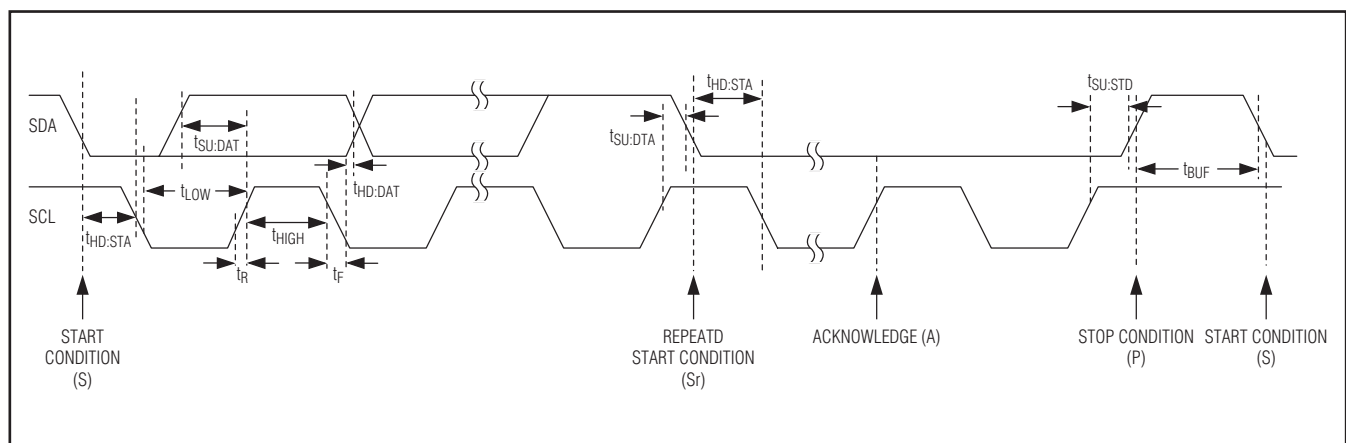 SDA
SCL
tHD:STA
tLOW
tSU:DAT
tR
tHIGH
tF
tHD:DAT
tSU:DTA
tHD:STA
tSU:STD
tBUF
START
CONDITION
(S)
REPEATD
START CONDITION
(Sr)
ACKNOWLEDGE (A)
STOP CONDITION
(P)
START CONDITION
(S)